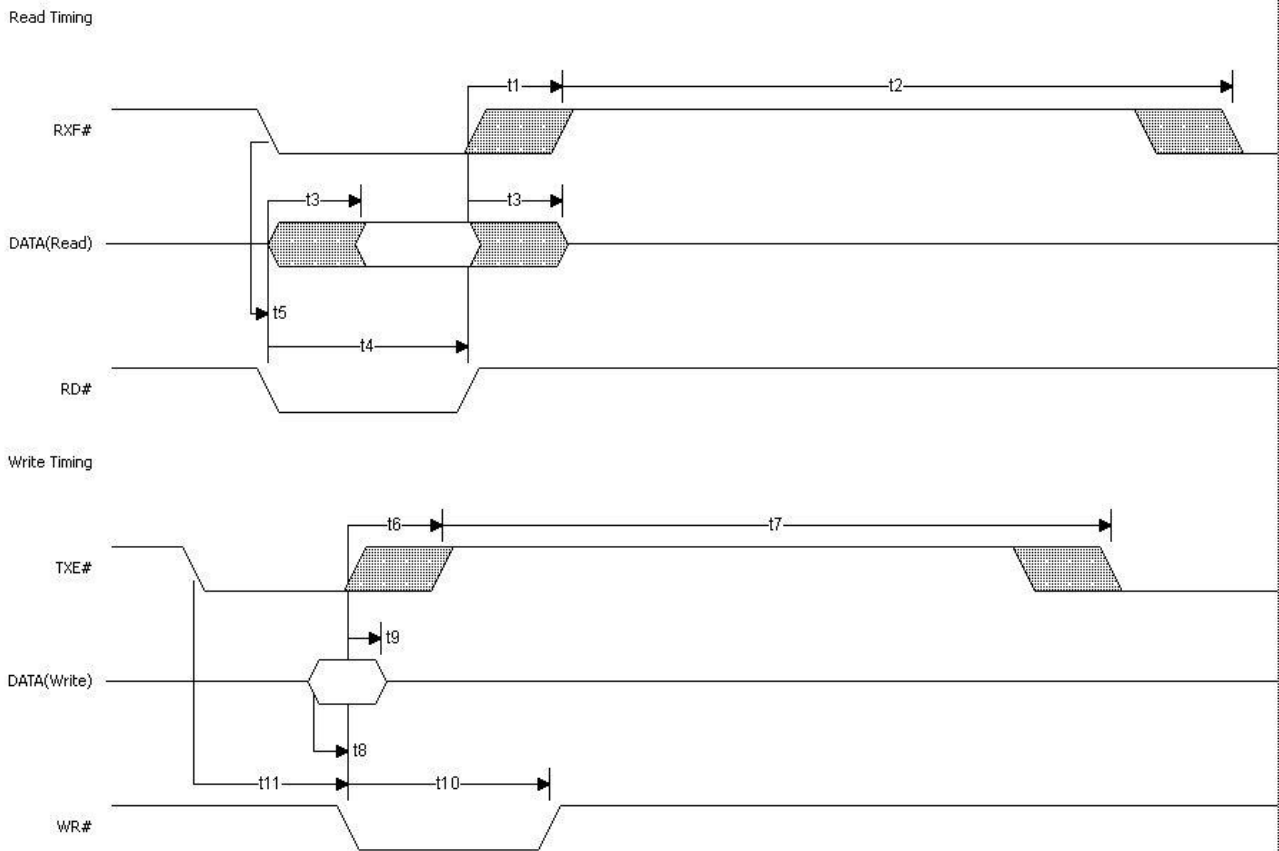 Read Timing
t1
t2
RXF#
t3
t3
DATA(Read)
t5
t4
RD#
Write Timing
t6
t7
TXE#
t9
DATA(Write)
t8
t11
t10
WR#